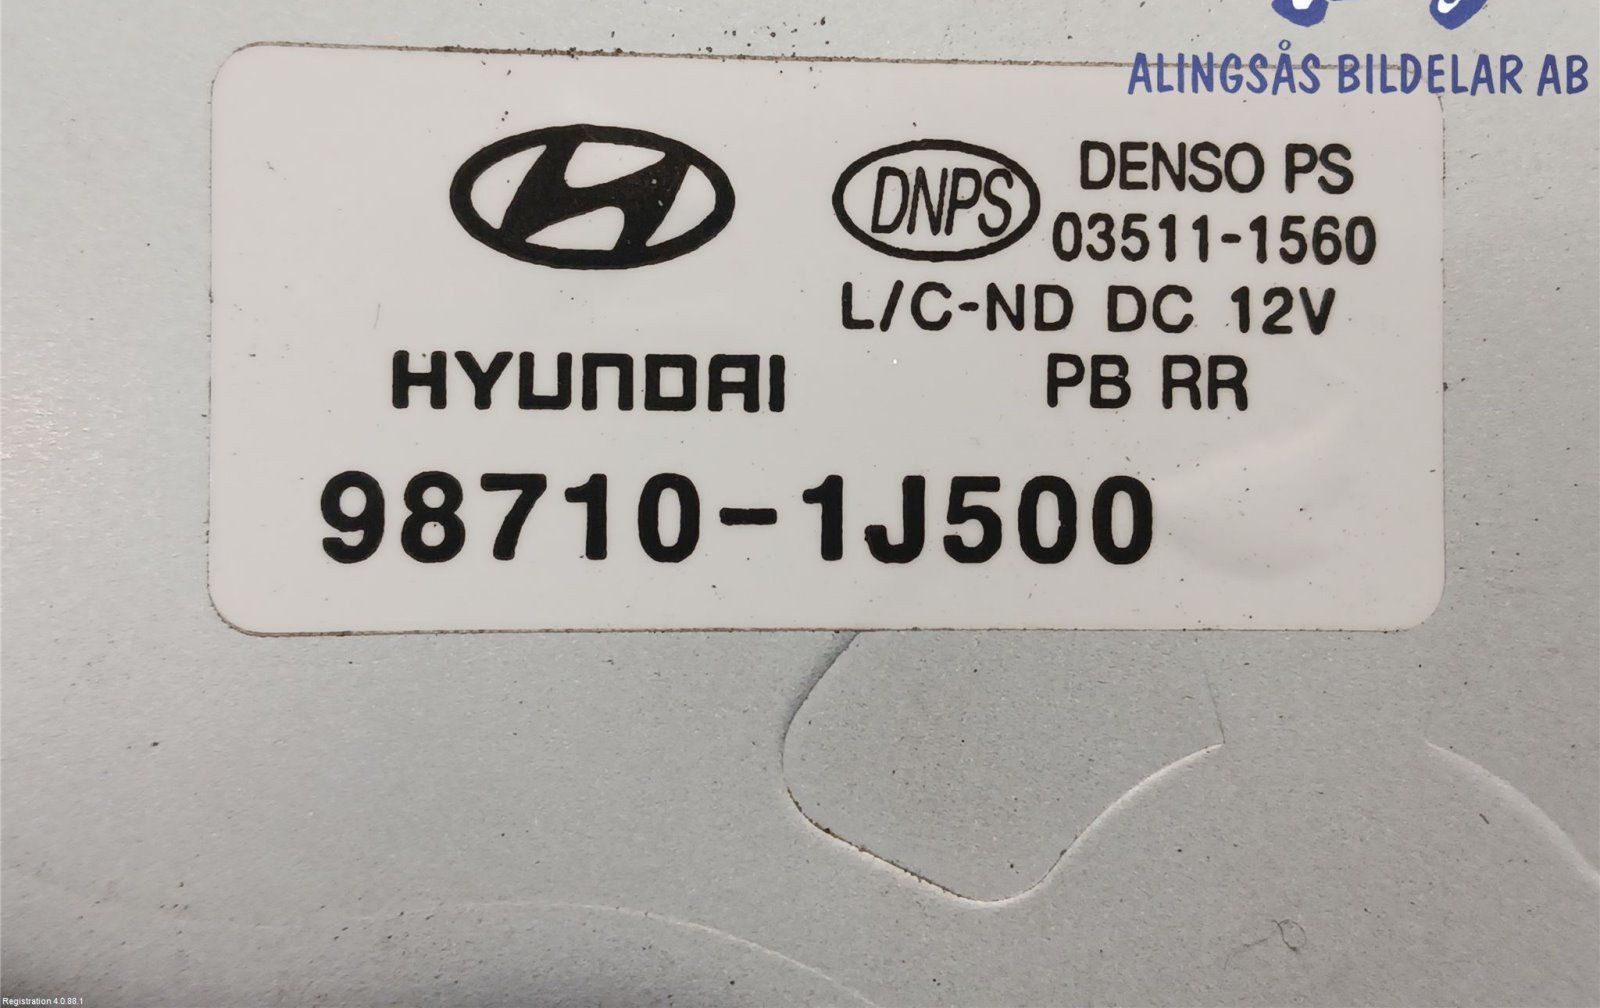 ALINGSÅS BILDELAR AB
DNPS
DENSO PS
03511-1560
L/C-ND DC 12V
HYUNDAI
PB RR
98710-1J500
Registration 4.0.88.1